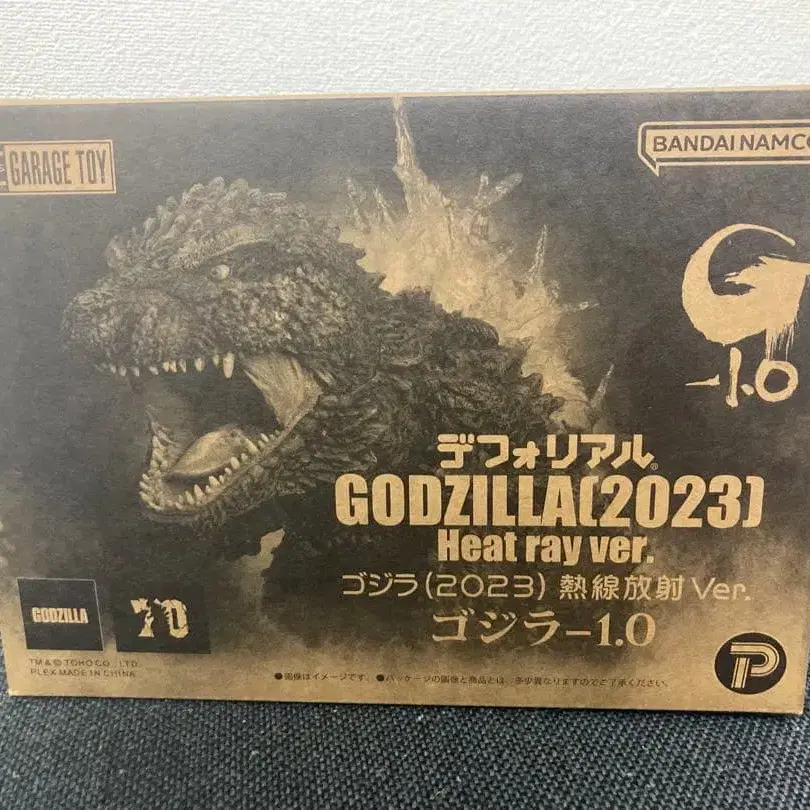 GARAGE TOY
BANDAI NAMCO
G
-1.0
デフォリアル®
GODZILLA(2023)
Heat ray ver.
ゴジラ(2023) 熱線放射 Ver.
ゴジラ-1.0
GODZILLA
70
TM & © TOHO CO., LTD.
PLEX MADE IN CHINA
●画像はイメージです。 ●パッケージの画像と商品とは、多少異なりますのでご了承ください。
P